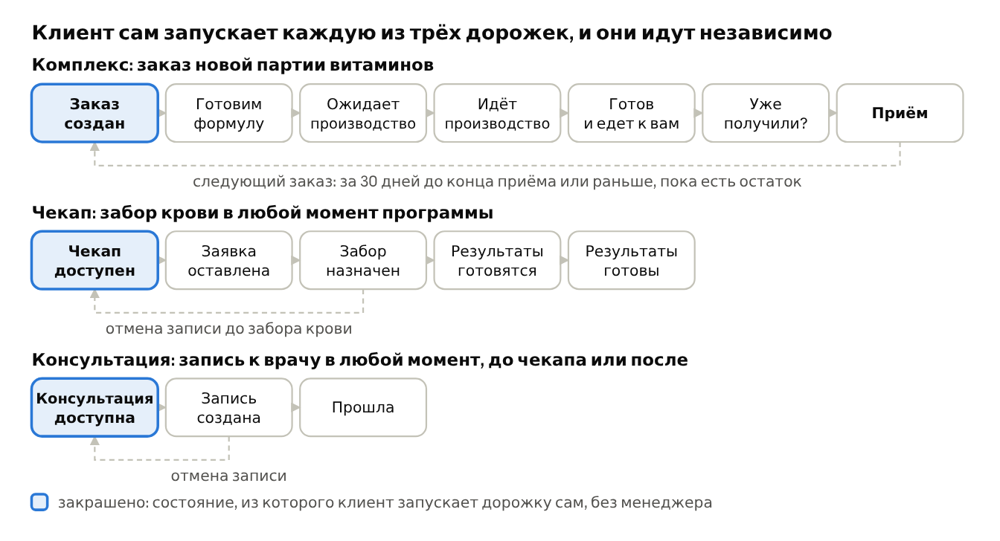 Клиент сам запускает каждую из трёх дорожек, и они идут независимо
Комплекс: заказ новой партии витаминов
Заказ
создан
Готовим
формулу
Ожидает
производство
Идёт
производство
Готов
и едет к вам
Уже
получили?
Приём
следующий заказ: за 30 дней до конца приёма или раньше, пока есть остаток
Чекап: забор крови в любой момент программы
Чекап
доступен
Заявка
оставлена
Забор
назначен
Результаты
готовятся
Результаты
готовы
отмена записи до забора крови
Консультация: запись к врачу в любой момент, до чекапа или после
Консультация
доступна
Запись
создана
Прошла
отмена записи
закрашено: состояние, из которого клиент запускает дорожку сам, без менеджера